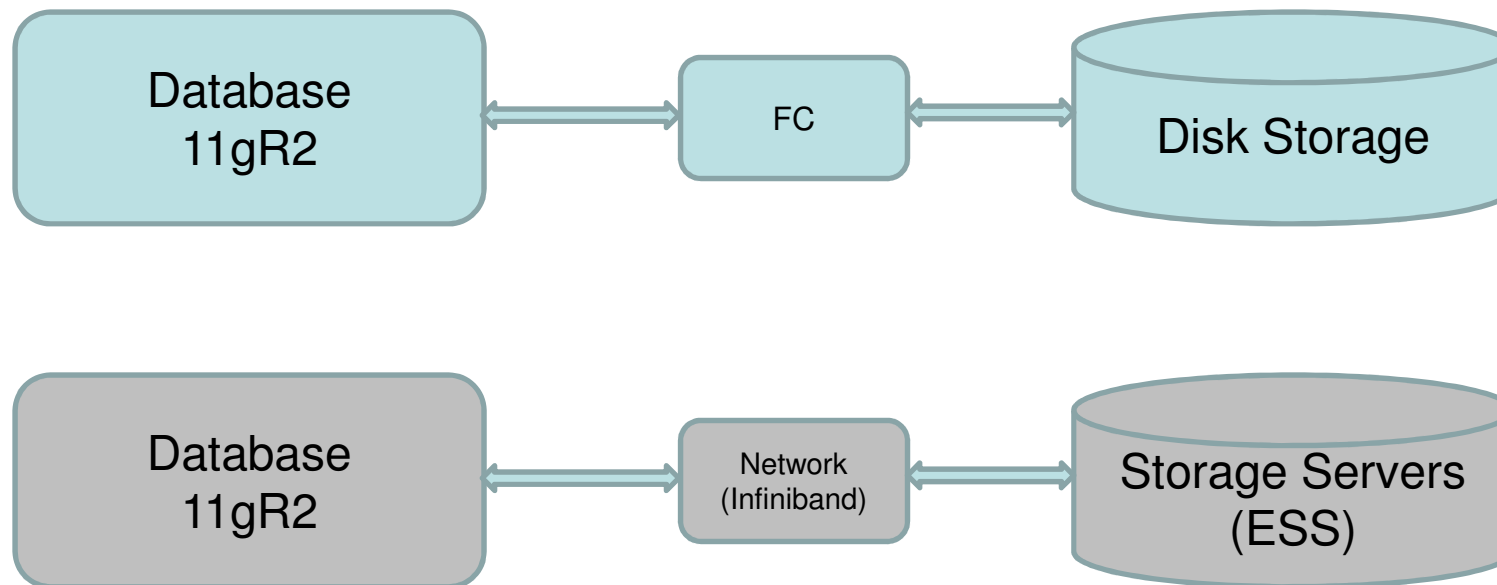 Database
11gR2
FC
Disk Storage
Database
11gR2
Network
(Infiniband)
Storage Servers
(ESS)